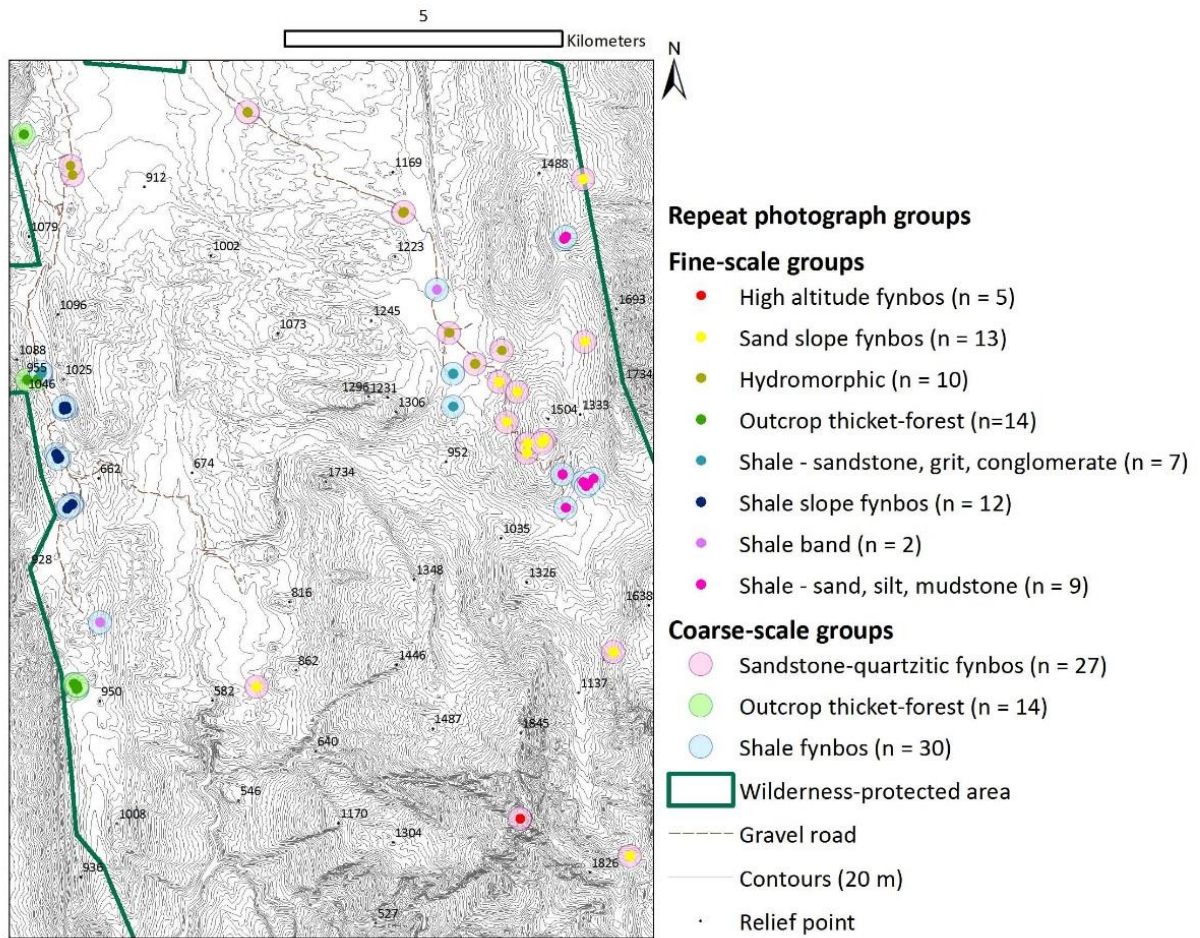 5
Kilometers
N
1169
1488
912
1079
1002
1223
1693
1096
1245
1073
1088
955
1025
1046
1734
1296
1231
1306
1333
1504
952
674
662
1734
1035
928
1348
1326
816
1638
1446
862
950
582
1137
1487
1845
640
546
1008
1170
1304
1826
936
527
Repeat photograph groups
Fine-scale groups
High altitude fynbos (n = 5)
Sand slope fynbos (n = 13)
Hydromorphic (n = 10)
Outcrop thicket-forest (n=14)
Shale - sandstone, grit, conglomerate (n = 7)
Shale slope fynbos (n = 12)
Shale band (n = 2)
Shale - sand, silt, mudstone (n = 9)
Coarse-scale groups
Sandstone-quartzitic fynbos (n = 27)
Outcrop thicket-forest (n = 14)
Shale fynbos (n = 30)
Wilderness-protected area
Gravel road
Contours (20 m)
Relief point